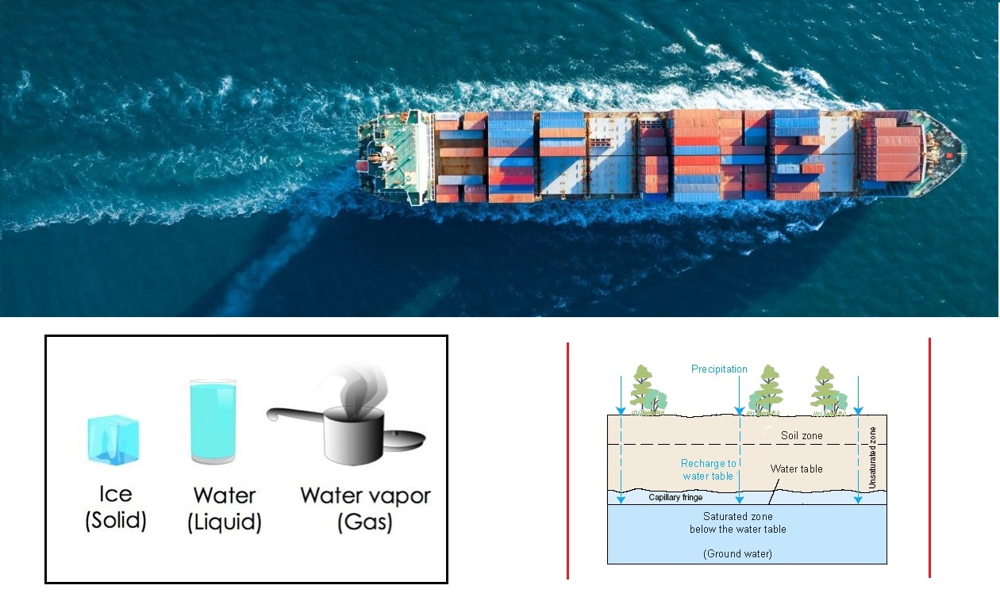 Ice
(Solid)
Water
(Liquid)
Water vapor
(Gas)
Precipitation
Soil zone
Unsaturated zone
Recharge to
water table
Water table
Capillary fringe
Saturated zone
below the water table
(Ground water)